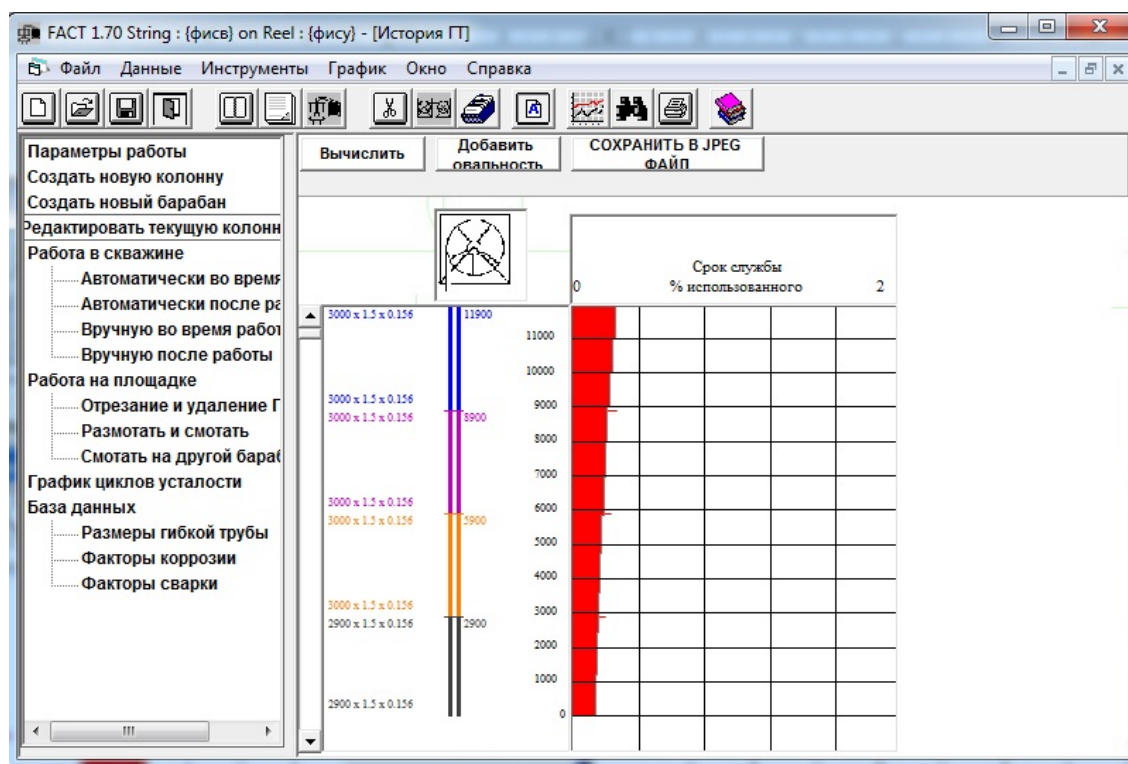 FACT 1.70 String : {фисв} on Reel : {фису} - [История ГТ]
Файл Данные Инструменты График Окно Справка
Параметры работы
Создать новую колонну
Создать новый барабан
Редактировать текущую колонн
Работа в скважине
Автоматически во время
Автоматически после ра
Вручную во время работ
Вручную после работы
Работа на площадке
Отрезание и удаление Г
Размотать и смотать
Смотать на другой бараб
График циклов усталости
База данных
Размеры гибкой трубы
Факторы коррозии
Факторы сварки
Вычислить
Добавить
овальность
СОХРАНИТЬ В JPEG
ФАЙЛ
Срок службы
0 % использованного 2
3000 x 1.5 x 0.156 11900
11000
10000
3000 x 1.5 x 0.156
9000
3000 x 1.5 x 0.156 8900
8000
7000
3000 x 1.5 x 0.156
6000
3000 x 1.5 x 0.156 5900
5000
4000
3000 x 1.5 x 0.156
3000
2900 x 1.5 x 0.156 2900
2000
1000
2900 x 1.5 x 0.156
0